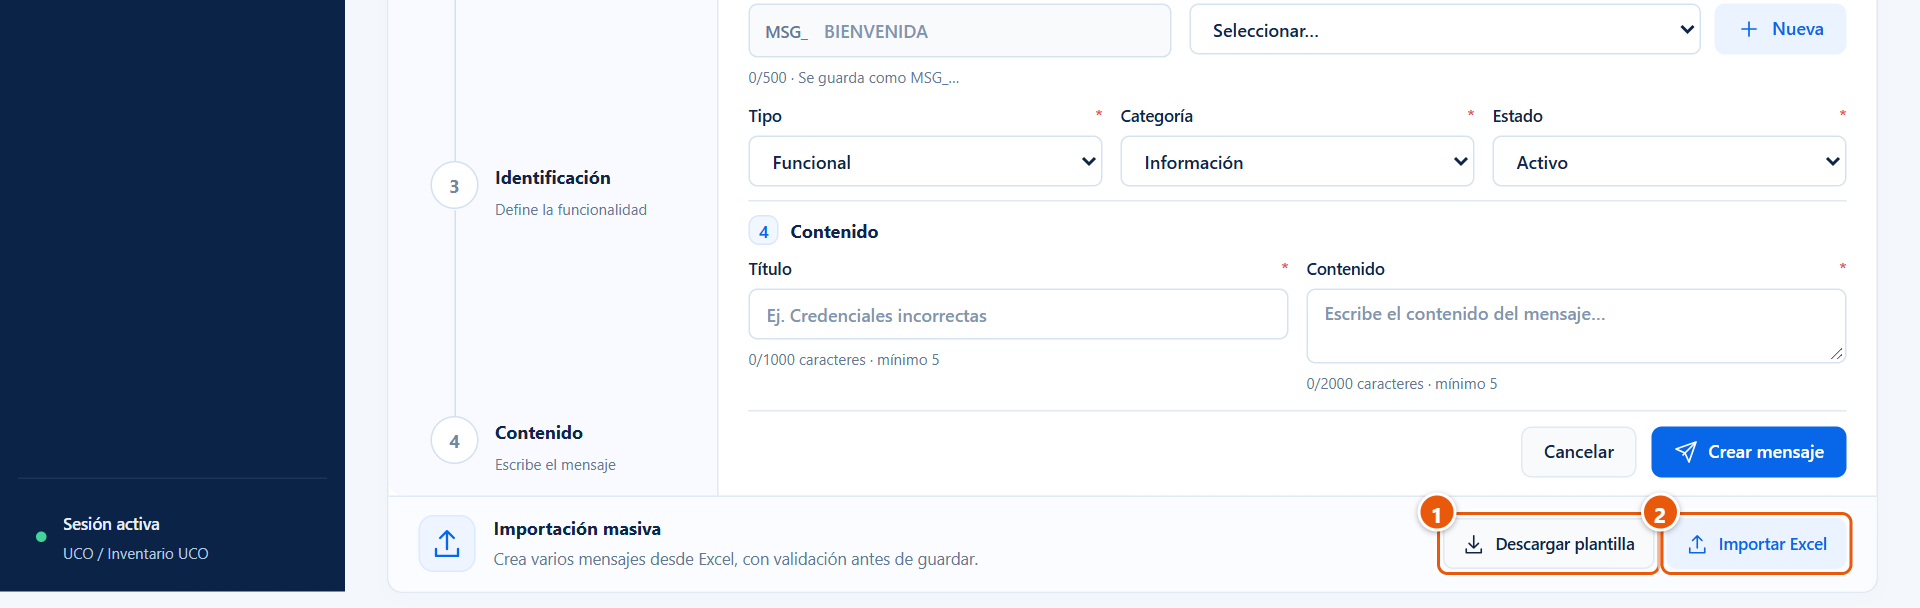 MSG_ BIENVENIDA
Seleccionar...
Nueva
0/500 · Se guarda como MSG_...
Tipo *
Categoría *
Estado *
Funcional
Información
Activo
3
Identificación
Define la funcionalidad
4 Contenido
Título *
Contenido *
Ej. Credenciales incorrectas
Escribe el contenido del mensaje...
0/1000 caracteres · mínimo 5
0/2000 caracteres · mínimo 5
4
Contenido
Escribe el mensaje
Cancelar
Crear mensaje
Sesión activa
UCO / Inventario UCO
Importación masiva
Crea varios mensajes desde Excel, con validación antes de guardar.
1
Descargar plantilla
2
Importar Excel